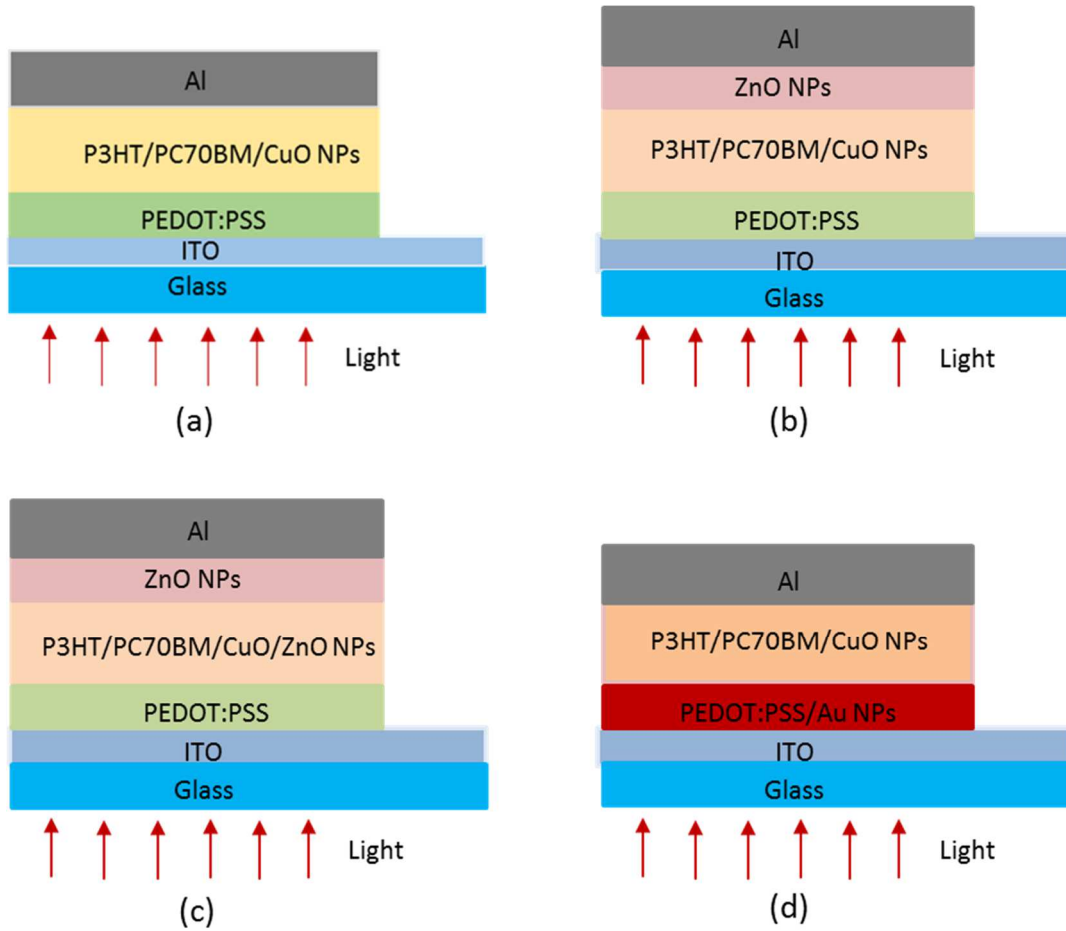 Al
P3HT/PC70BM/CuO NPs
PEDOT:PSS
ITO
Glass
Light
(a)
Al
ZnO NPs
P3HT/PC70BM/CuO NPs
PEDOT:PSS
ITO
Glass
Light
(b)
Al
ZnO NPs
P3HT/PC70BM/CuO/ZnO NPs
PEDOT:PSS
ITO
Glass
Light
(c)
Al
P3HT/PC70BM/CuO NPs
PEDOT:PSS/Au NPs
ITO
Glass
Light
(d)